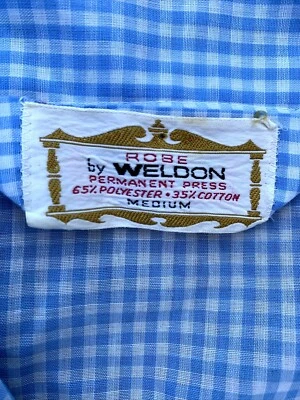 ROBE
by WELDON
PERMANENT PRESS
65% POLYESTER • 35% COTTON
MEDIUM